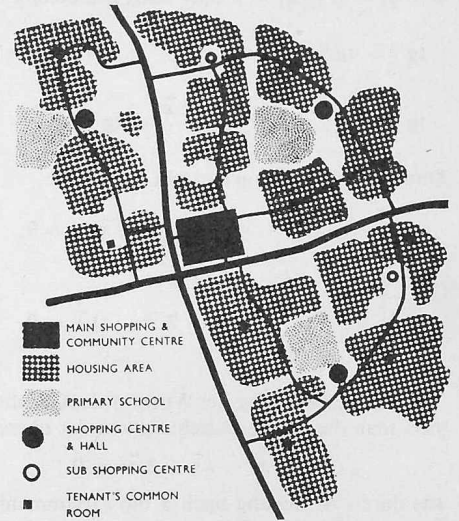 MAIN SHOPPING &
COMMUNITY CENTRE
HOUSING AREA
PRIMARY SCHOOL
SHOPPING CENTRE
& HALL
SUB SHOPPING CENTRE
TENANT'S COMMON
ROOM